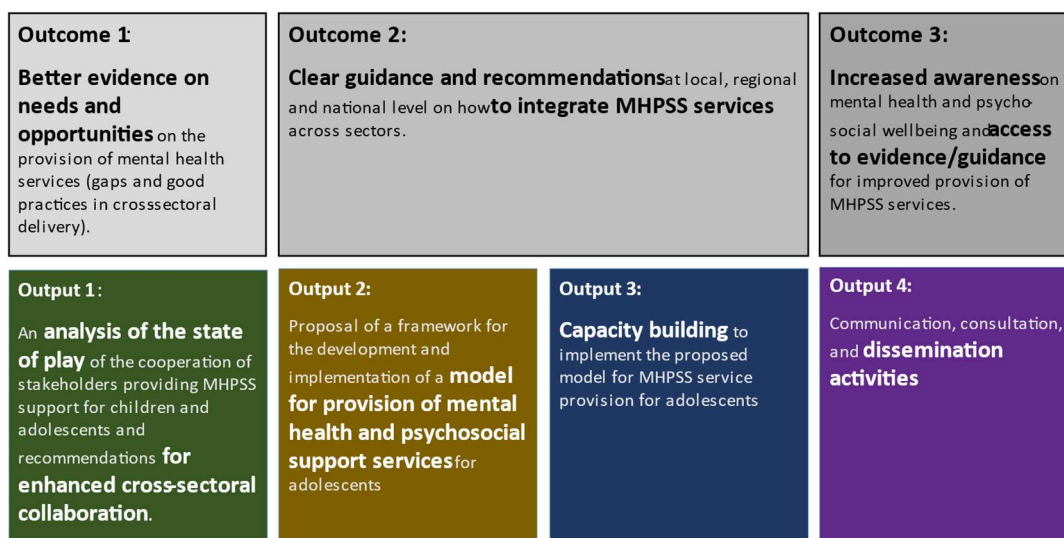 Outcome 1:
Better evidence on
needs and
opportunities on the
provision of mental health
services (gaps and good
practices in crosssectoral
delivery).
Outcome 2:
Clear guidance and recommendationsat local, regional
and national level on howto integrate MHPSS services
across sectors.
Outcome 3:
Increased awarenesson
mental health and psycho-
social wellbeing andaccess
to evidence/guidance
for improved provision of
MHPSS services.
Output 1:
An analysis of the state
of play of the cooperation of
stakeholders providing MHPSS
support for children and
adolescents and
recommendations for
enhanced cross-sectoral
collaboration.
Output 2:
Proposal of a framework for
the development and
implementation of a model
for provision of mental
health and psychosocial
support servicesfor
adolescents
Output 3:
Capacity building to
implement the proposed
model for MHPSS service
provision for adolescents
Output 4:
Communication, consultation,
and dissemination
activities